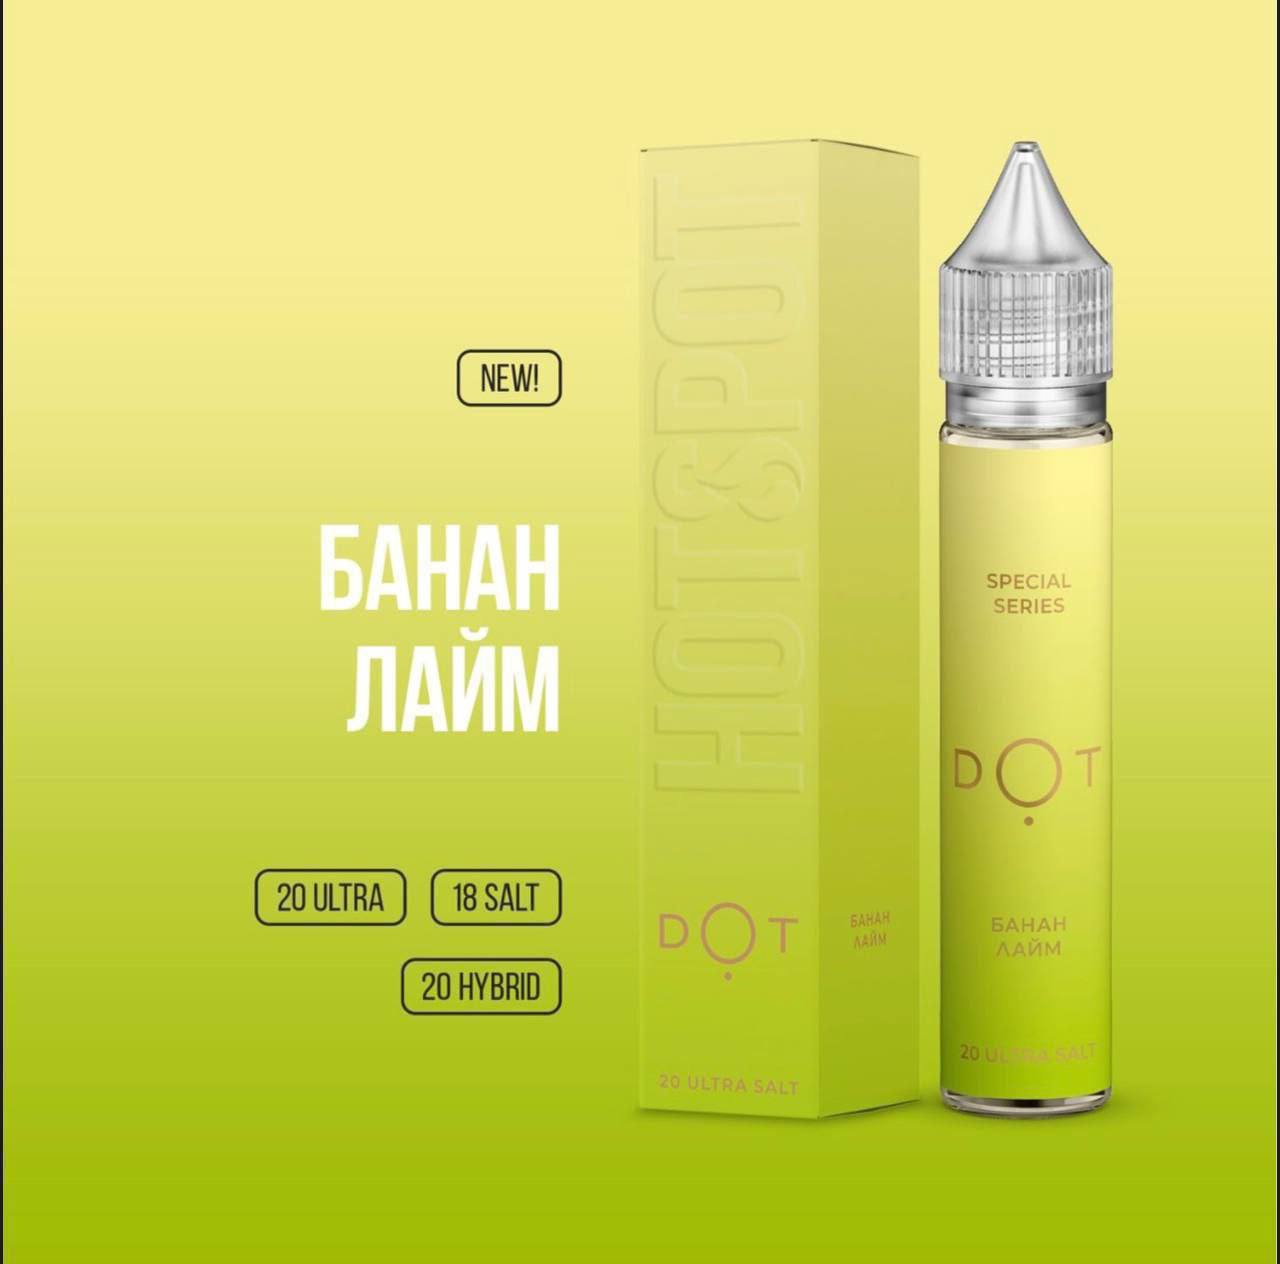 NEW!
БАНАН
ЛАЙМ
20 ULTRA
18 SALT
20 HYBRID
HOTSPOT
DOT
БАНАН
ЛАЙМ
20 ULTRA SALT
SPECIAL
SERIES
DOT
БАНАН
ЛАЙМ
20 ULTRA SALT